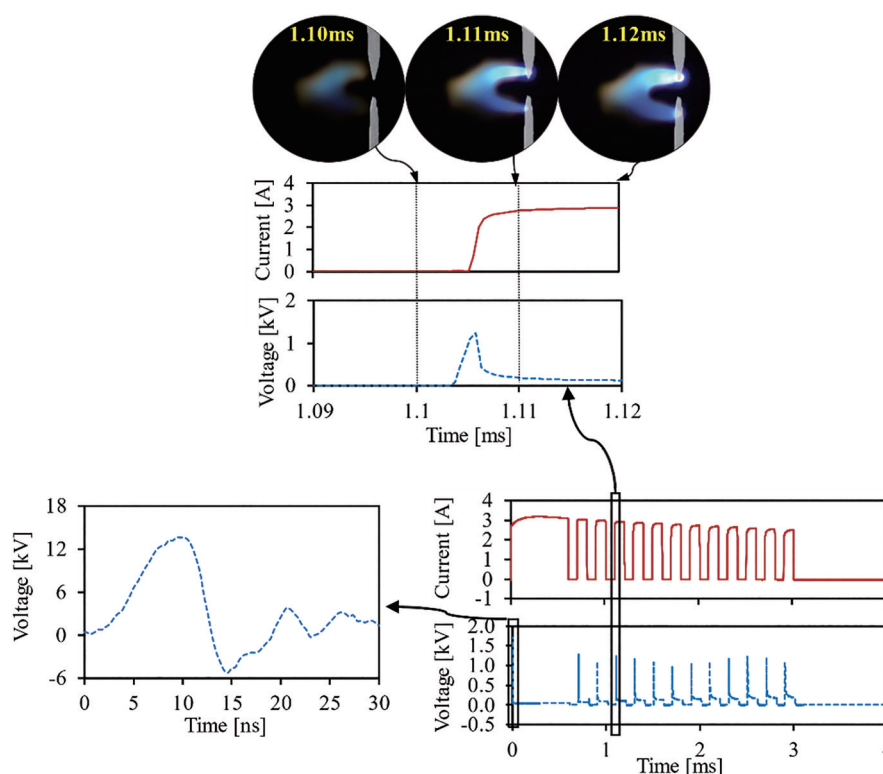 1.10ms 1.11ms 1.12ms
4
3
2
1
0
Current [A]
2
1
0
Voltage [kV]
1.09 1.1 1.11 1.12
Time [ms]
18
12
6
0
-6
Voltage [kV]
0 5 10 15 20 25 30
Time [ns]
4
3
2
1
0
-1
Current [A]
2.0
1.5
1.0
0.5
0.0
-0.5
Voltage [kV]
0 1 2 3
Time [ms]